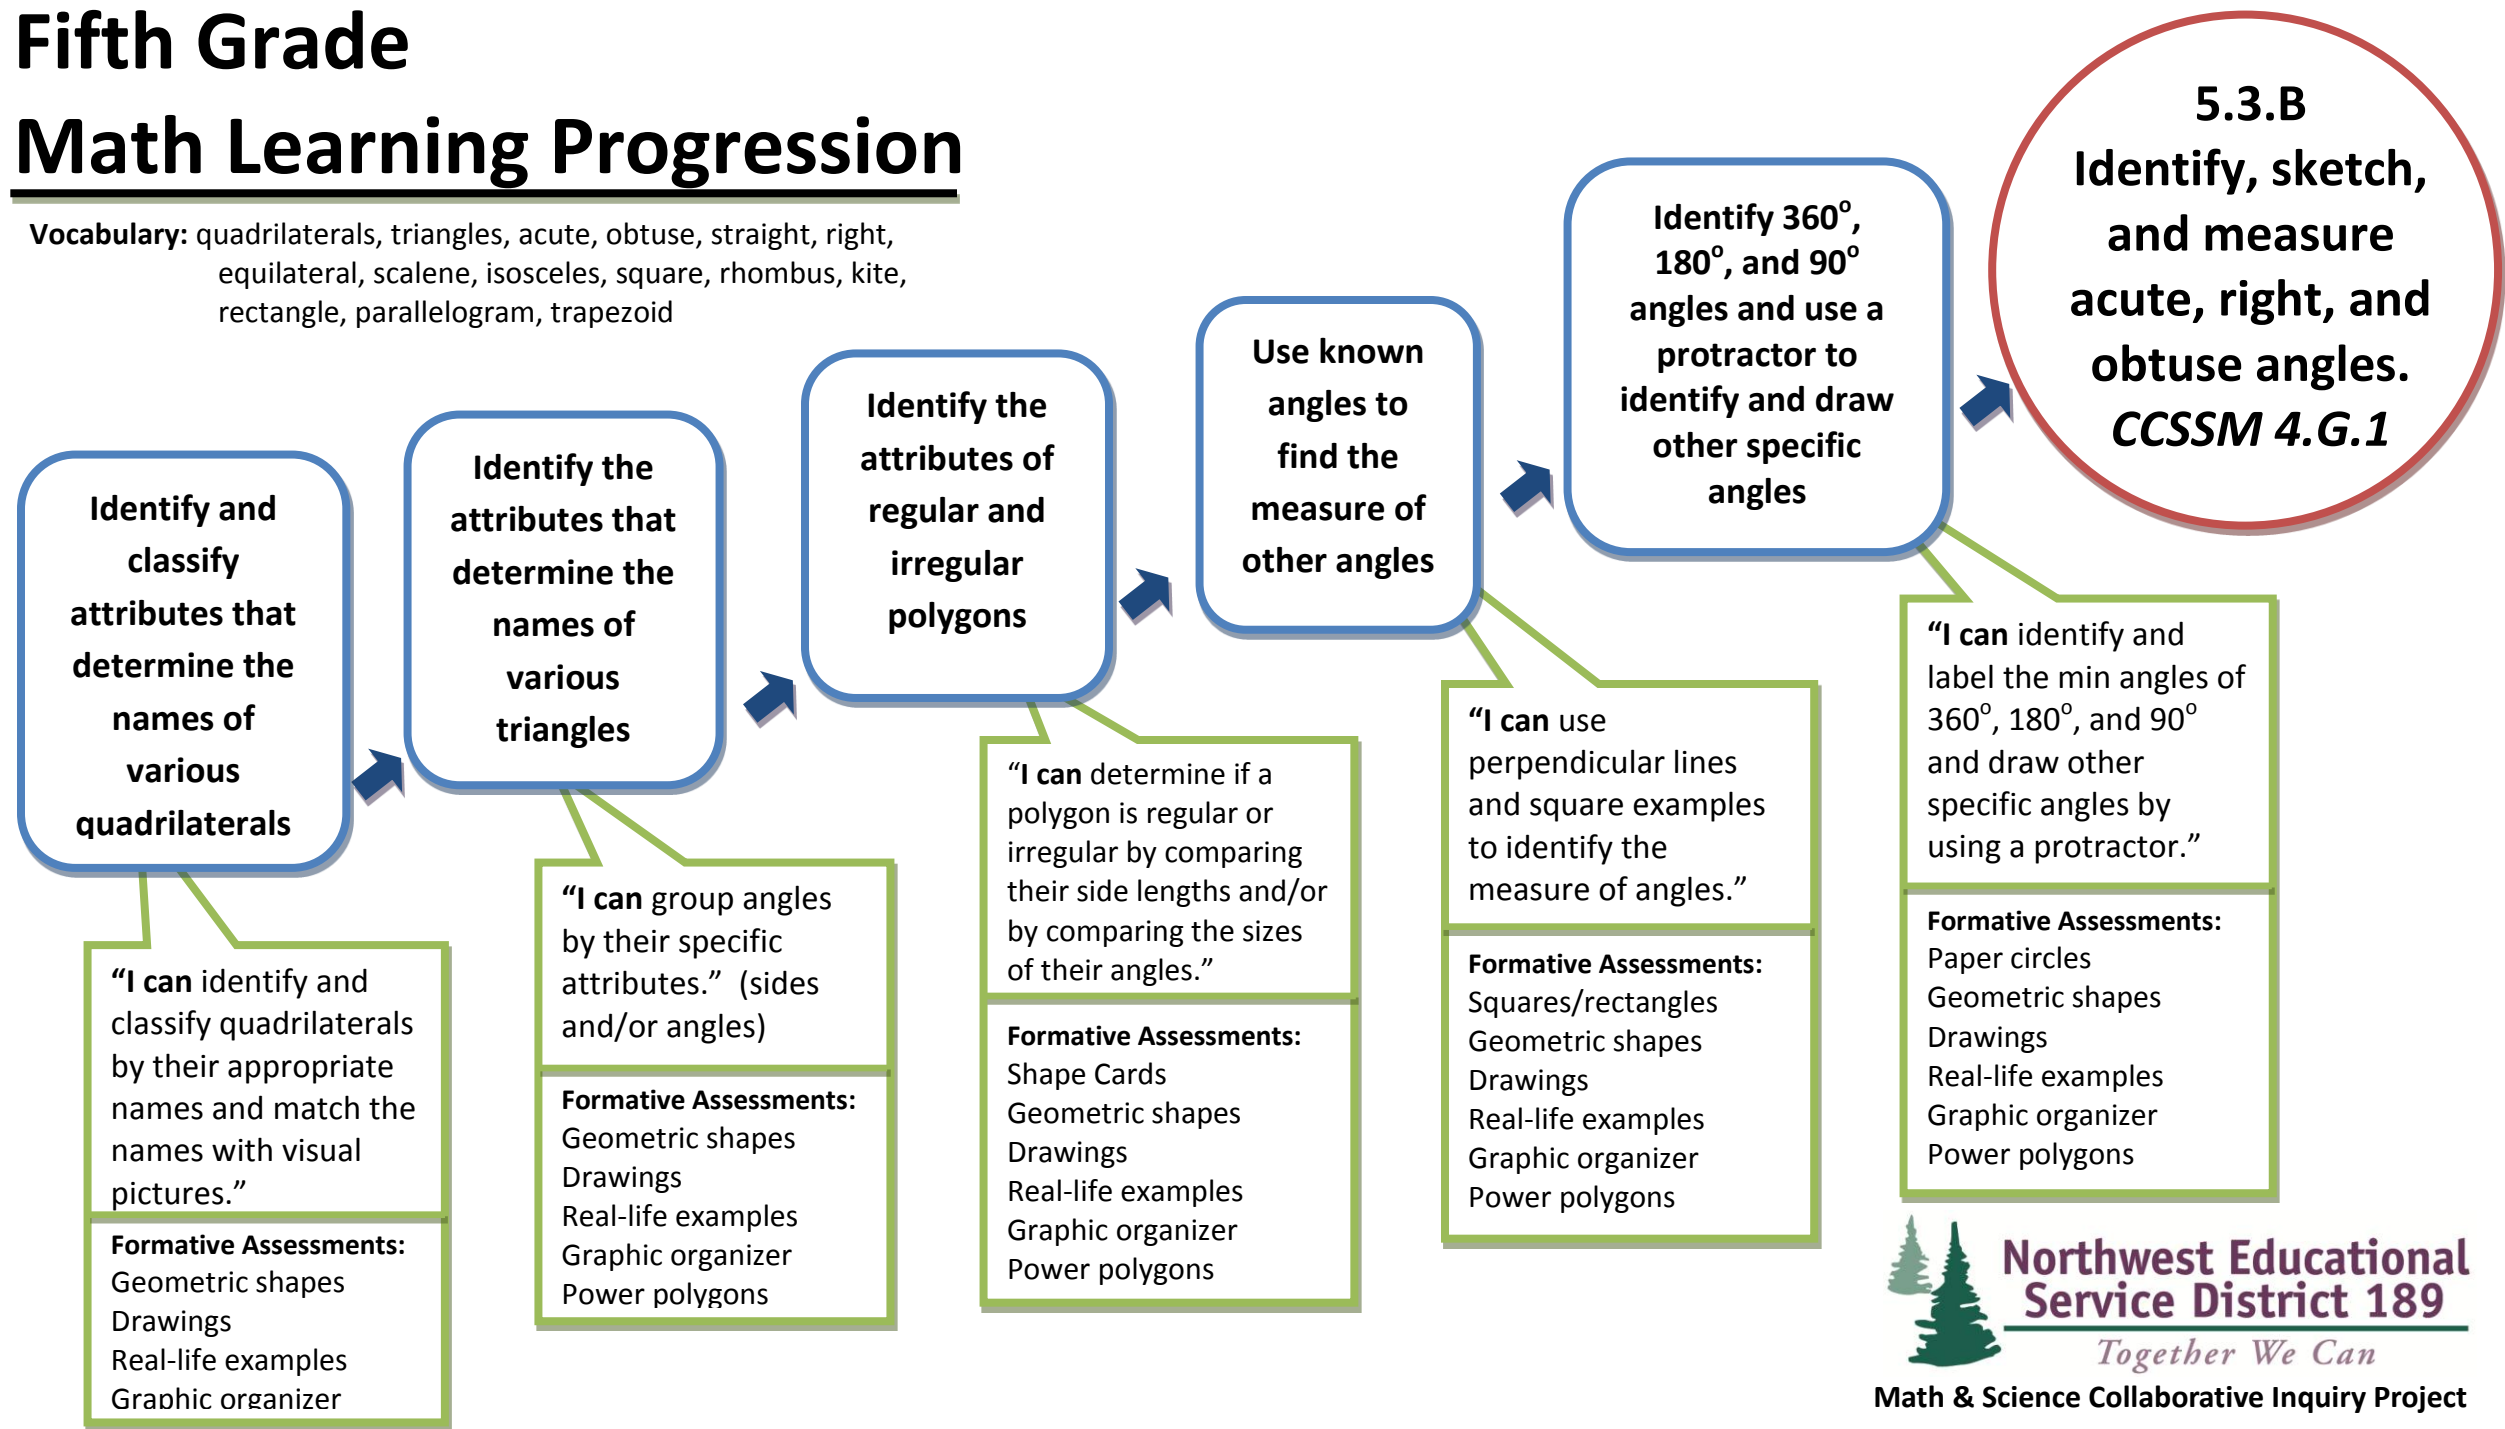 Fifth Grade
Math Learning Progression
Vocabulary: quadrilaterals, triangles, acute, obtuse, straight, right,
equilateral, scalene, isosceles, square, rhombus, kite,
rectangle, parallelogram, trapezoid
Identify and
classify
attributes that
determine the
names of
various
quadrilaterals
“I can identify and
classify quadrilaterals
by their appropriate
names and match the
names with visual
pictures.”
Formative Assessments:
Geometric shapes
Drawings
Real-life examples
Graphic organizer
Identify the
attributes that
determine the
names of
various
triangles
“I can group angles
by their specific
attributes.” (sides
and/or angles)
Formative Assessments:
Geometric shapes
Drawings
Real-life examples
Graphic organizer
Power polygons
Identify the
attributes of
regular and
irregular
polygons
“I can determine if a
polygon is regular or
irregular by comparing
their side lengths and/or
by comparing the sizes
of their angles.”
Formative Assessments:
Shape Cards
Geometric shapes
Drawings
Real-life examples
Graphic organizer
Power polygons
Use known
angles to
find the
measure of
other angles
“I can use
perpendicular lines
and square examples
to identify the
measure of angles.”
Formative Assessments:
Squares/rectangles
Geometric shapes
Drawings
Real-life examples
Graphic organizer
Power polygons
Identify 360°,
180°, and 90°
angles and use a
protractor to
identify and draw
other specific
angles
“I can identify and
label the min angles of
360°, 180°, and 90°
and draw other
specific angles by
using a protractor.”
Formative Assessments:
Paper circles
Geometric shapes
Drawings
Real-life examples
Graphic organizer
Power polygons
5.3.B
Identify, sketch,
and measure
acute, right, and
obtuse angles.
CCSSM 4.G.1
Northwest Educational
Service District 189
Together We Can
Math & Science Collaborative Inquiry Project